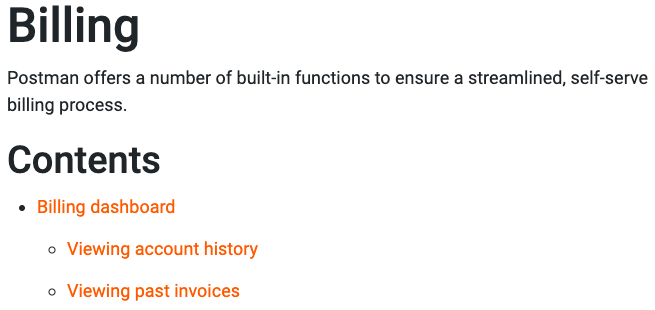 Billing
Postman offers a number of built-in functions to ensure a streamlined, self-serve
billing process.
Contents
Billing dashboard
Viewing account history
Viewing past invoices